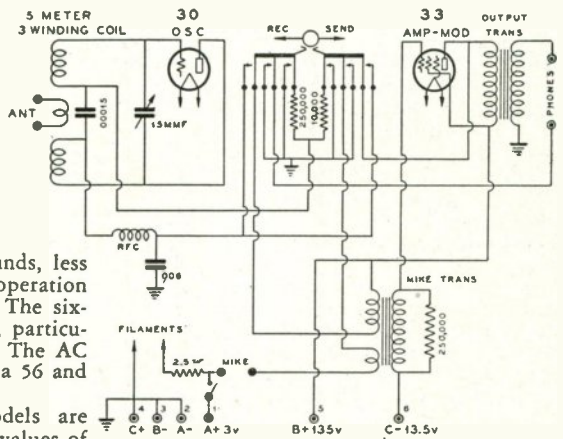 5 METER
3 WINDING COIL
30
OSC
REC
SEND
33
AMP-MOD
OUTPUT
TRANS
ANT
.00015
15MMF
250,000
10,000
PHONES
RFC
.006
nds, less
operation
The six-
particu-
The AC
a 56 and
dels are
values of
MIKE TRANS
250,000
FILAMENTS
2.5ω
MIKE
4
3
2
1
5
6
C+
B-
A-
A+ 3v
B+135v
C-13.5v